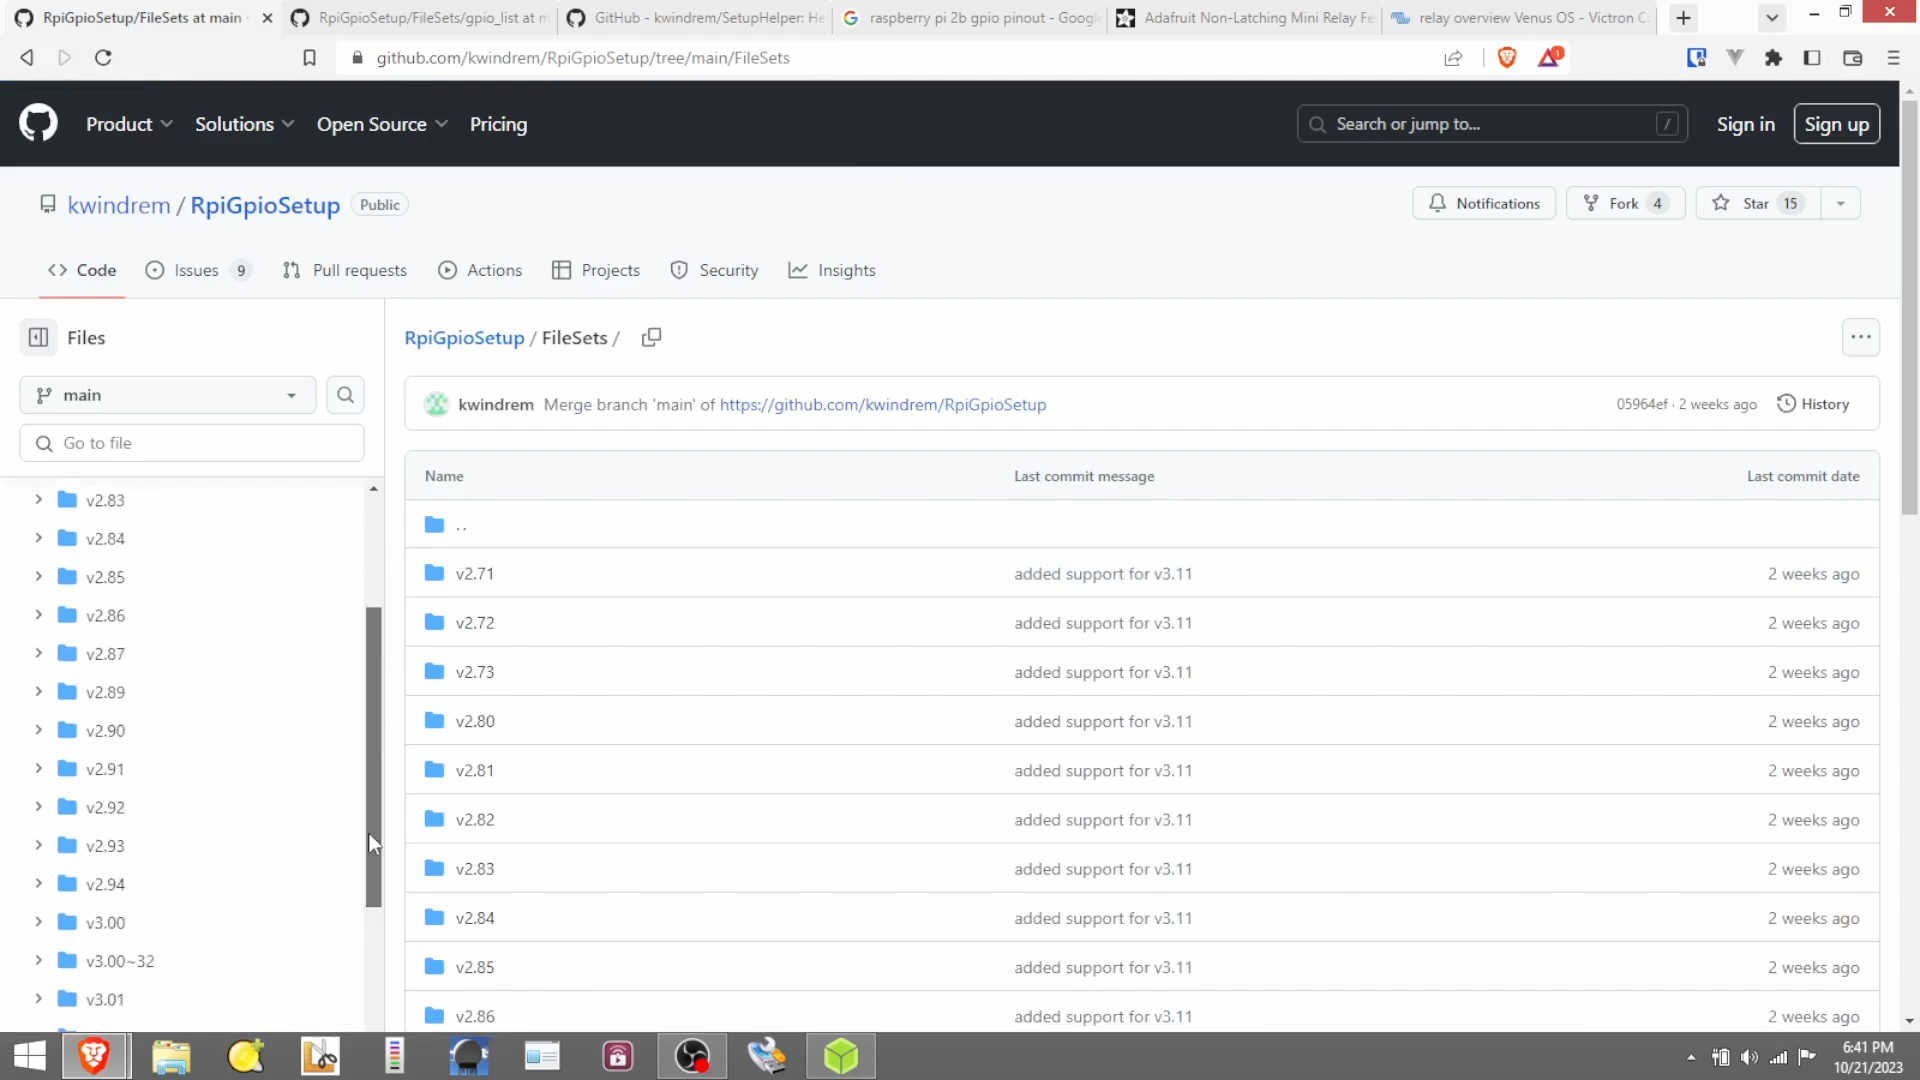 RpiGpioSetup/FileSets at main
RpiGpioSetup/FileSets/gpio_list at m
GitHub - kwindrem/SetupHelper: He
raspberry pi 2b gpio pinout - Google
Adafruit Non-Latching Mini Relay Fe
relay overview Venus OS - Victron C
github.com/kwindrem/RpiGpioSetup/tree/main/FileSets
1
Product
Solutions
Open Source
Pricing
Search or jump to...
/
Sign in
Sign up
kwindrem / RpiGpioSetup
Public
Notifications
Fork 4
Star 15
Code
Issues 9
Pull requests
Actions
Projects
Security
Insights
Files
RpiGpioSetup / FileSets /
main
kwindrem Merge branch 'main' of https://github.com/kwindrem/RpiGpioSetup
05964ef · 2 weeks ago
History
Go to file
v2.83
v2.84
v2.85
v2.86
v2.87
v2.89
v2.90
v2.91
v2.92
v2.93
v2.94
v3.00
v3.00~32
v3.01
Name Last commit message Last commit date
..
v2.71 added support for v3.11 2 weeks ago
v2.72 added support for v3.11 2 weeks ago
v2.73 added support for v3.11 2 weeks ago
v2.80 added support for v3.11 2 weeks ago
v2.81 added support for v3.11 2 weeks ago
v2.82 added support for v3.11 2 weeks ago
v2.83 added support for v3.11 2 weeks ago
v2.84 added support for v3.11 2 weeks ago
v2.85 added support for v3.11 2 weeks ago
v2.86 added support for v3.11 2 weeks ago
6:41 PM
10/21/2023